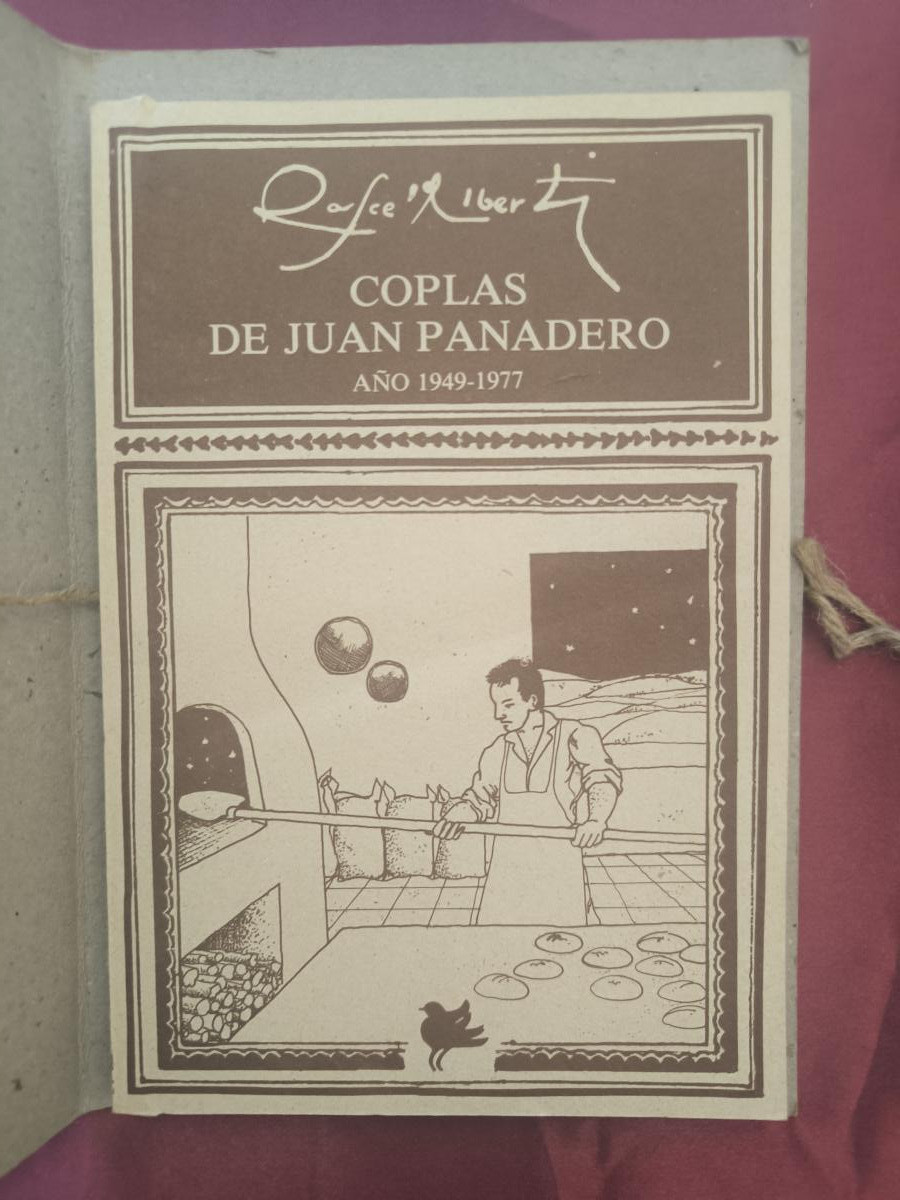 Rafael Alberti
COPLAS
DE JUAN PANADERO
AÑO 1949-1977